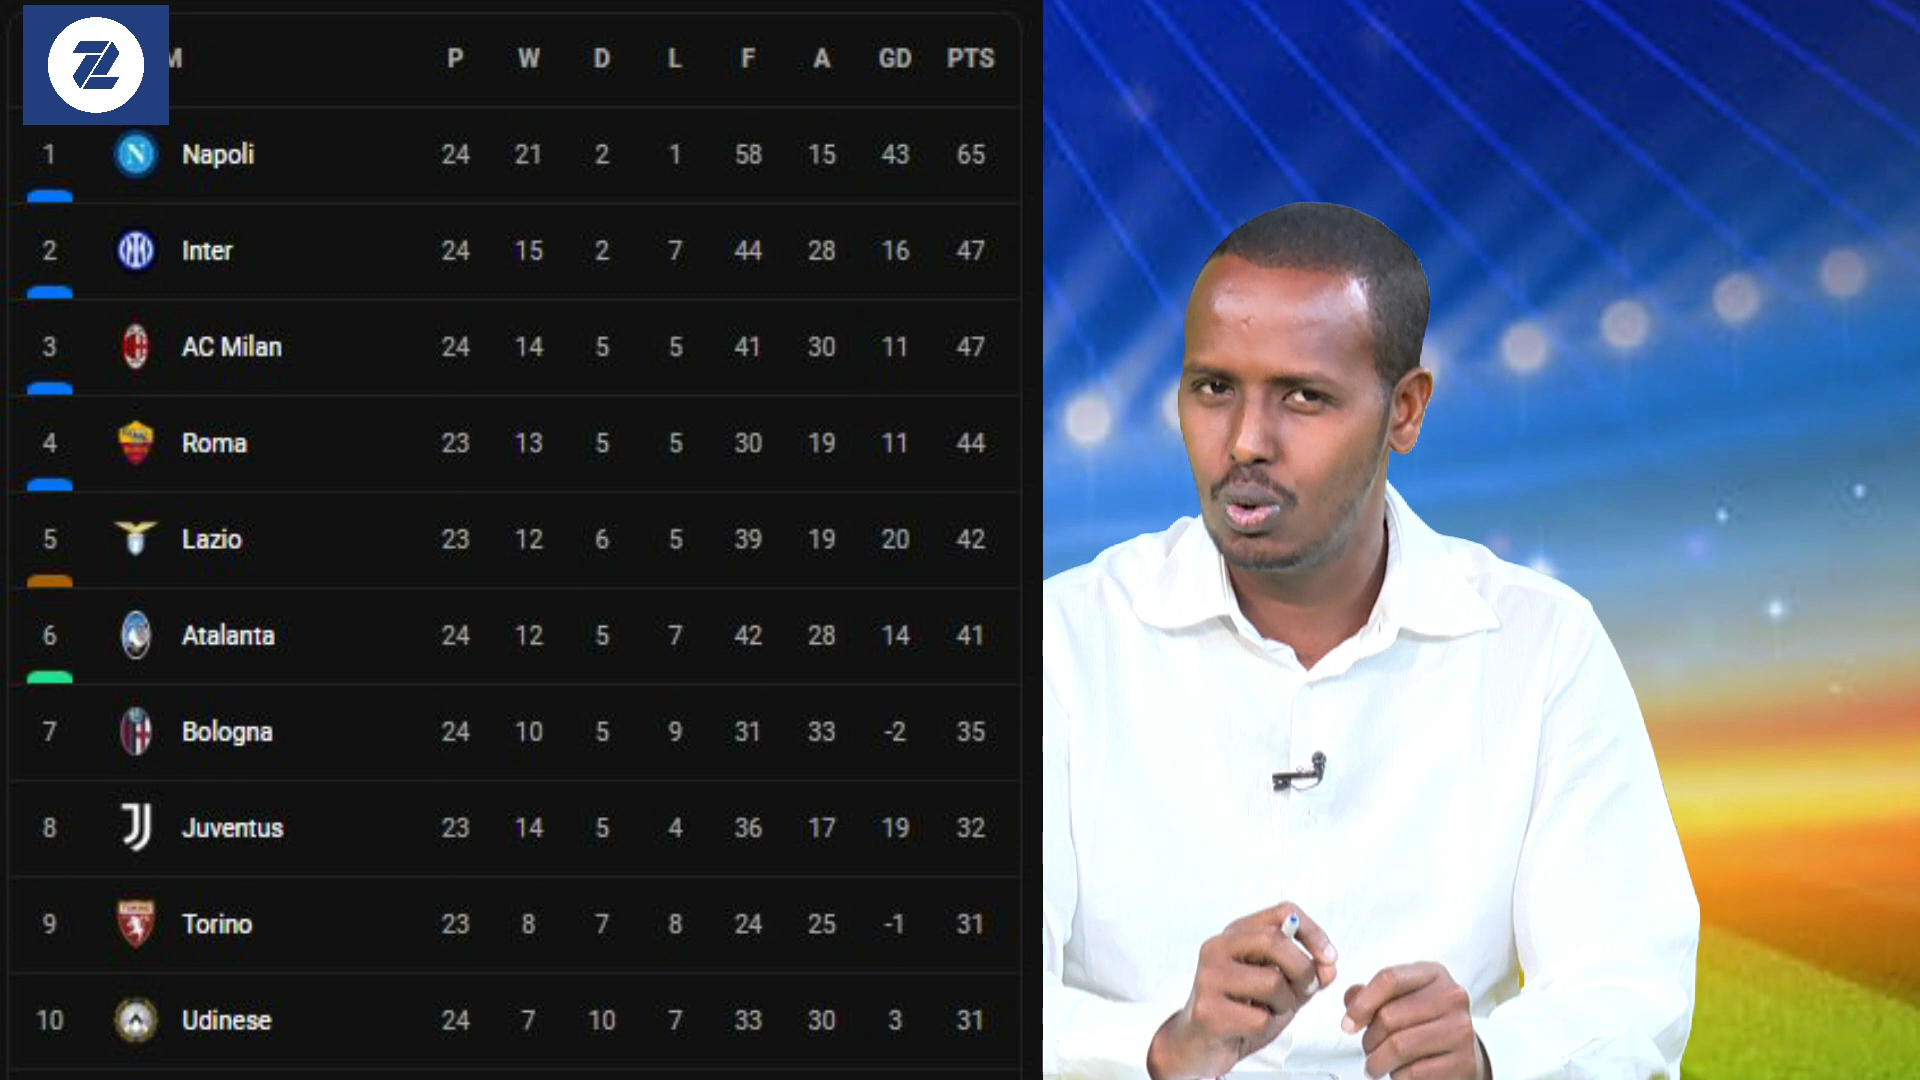 M P W D L F A GD PTS
1 Napoli 24 21 2 1 58 15 43 65
2 Inter 24 15 2 7 44 28 16 47
3 AC Milan 24 14 5 5 41 30 11 47
4 Roma 23 13 5 5 30 19 11 44
5 Lazio 23 12 6 5 39 19 20 42
6 Atalanta 24 12 5 7 42 28 14 41
7 Bologna 24 10 5 9 31 33 -2 35
8 Juventus 23 14 5 4 36 17 19 32
9 Torino 23 8 7 8 24 25 -1 31
10 Udinese 24 7 10 7 33 30 3 31